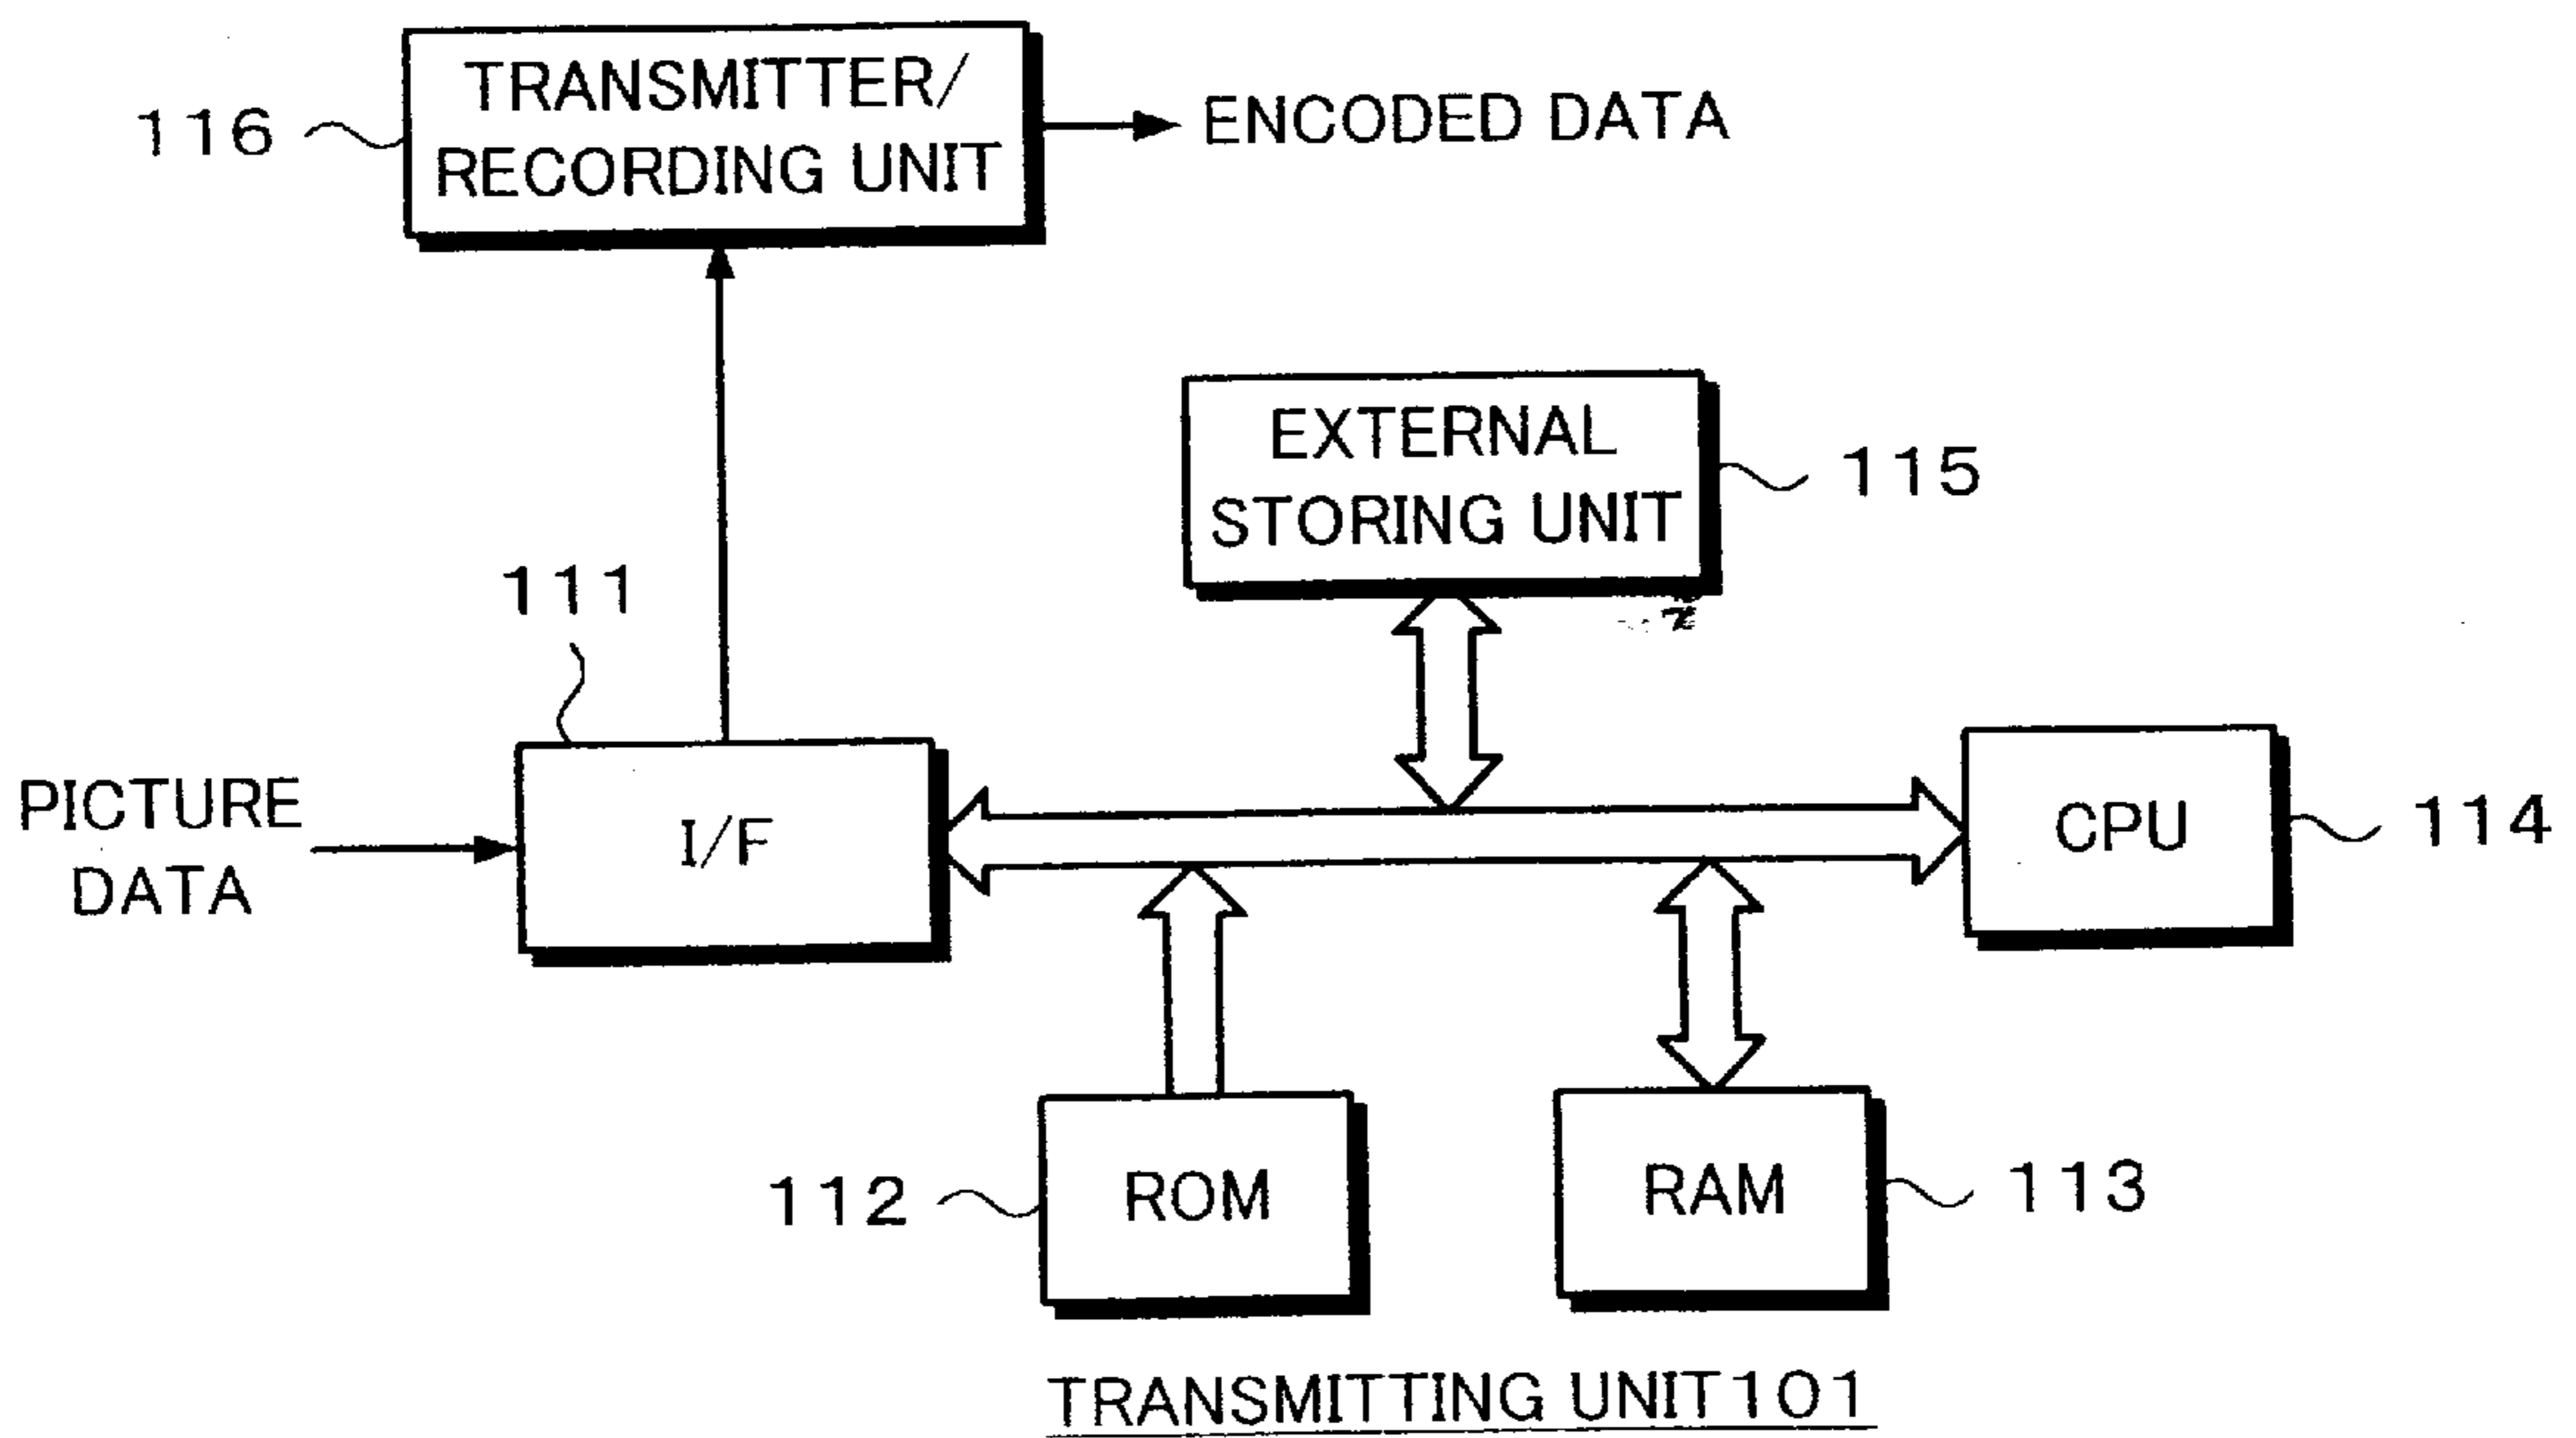 TRANSMITTER/
RECORDING UNIT
116
ENCODED DATA
EXTERNAL
STORING UNIT
115
111
PICTURE
DATA
I/F
CPU
114
112
ROM
RAM
113
TRANSMITTING UNIT101